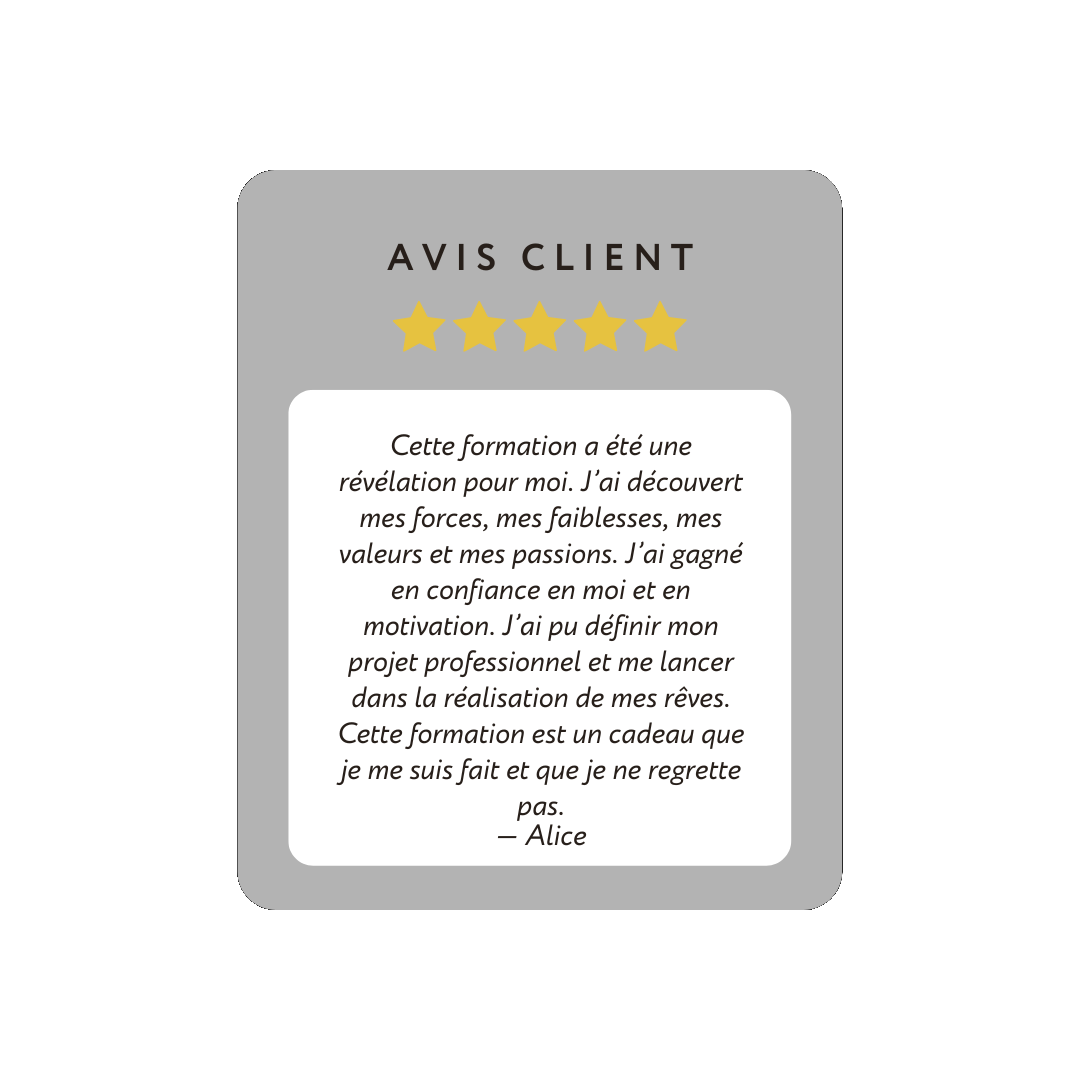 AVIS CLIENT
Cette formation a été une
révélation pour moi. J’ai découvert
mes forces, mes faiblesses, mes
valeurs et mes passions. J’ai gagné
en confiance en moi et en
motivation. J’ai pu définir mon
projet professionnel et me lancer
dans la réalisation de mes rêves.
Cette formation est un cadeau que
je me suis fait et que je ne regrette
pas.
— Alice